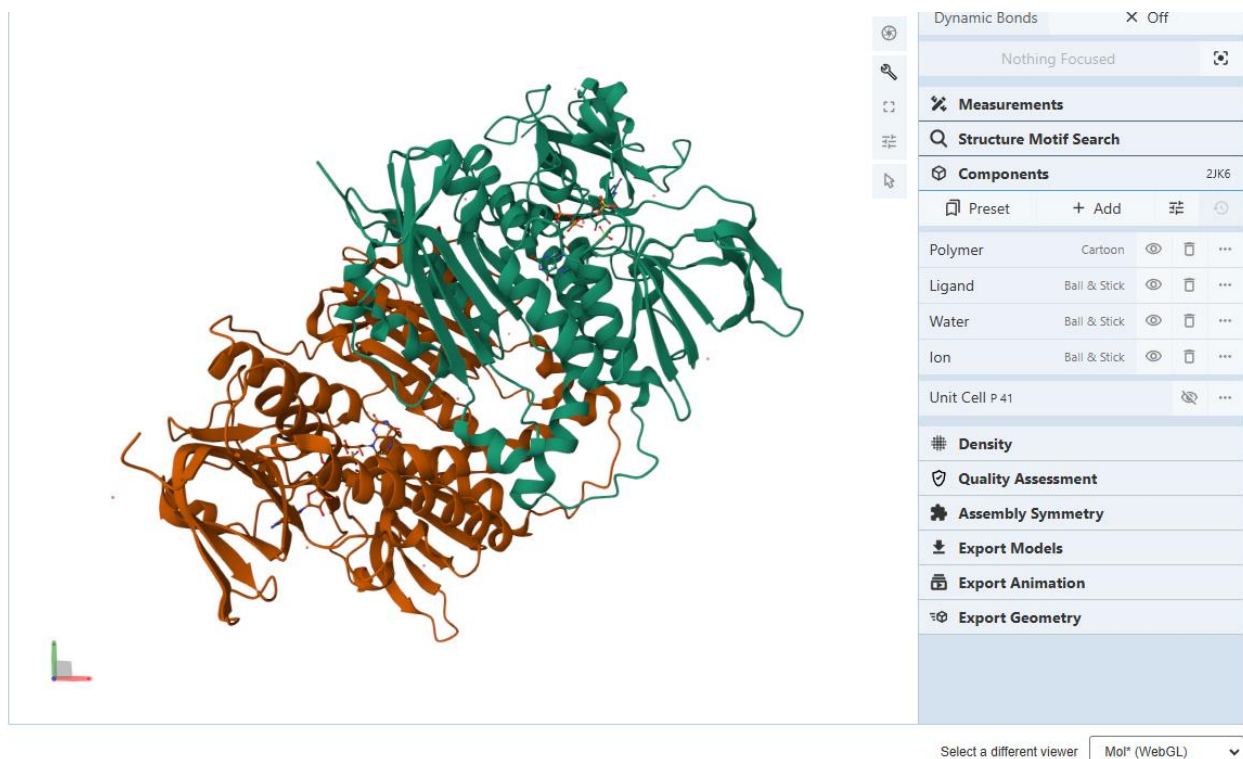 Dynamic Bonds × Off
Nothing Focused
Measurements
Structure Motif Search
Components 2JK6
Preset + Add
Polymer Cartoon
Ligand Ball & Stick
Water Ball & Stick
Ion Ball & Stick
Unit Cell P 41
Density
Quality Assessment
Assembly Symmetry
Export Models
Export Animation
Export Geometry
Select a different viewer Mol* (WebGL)